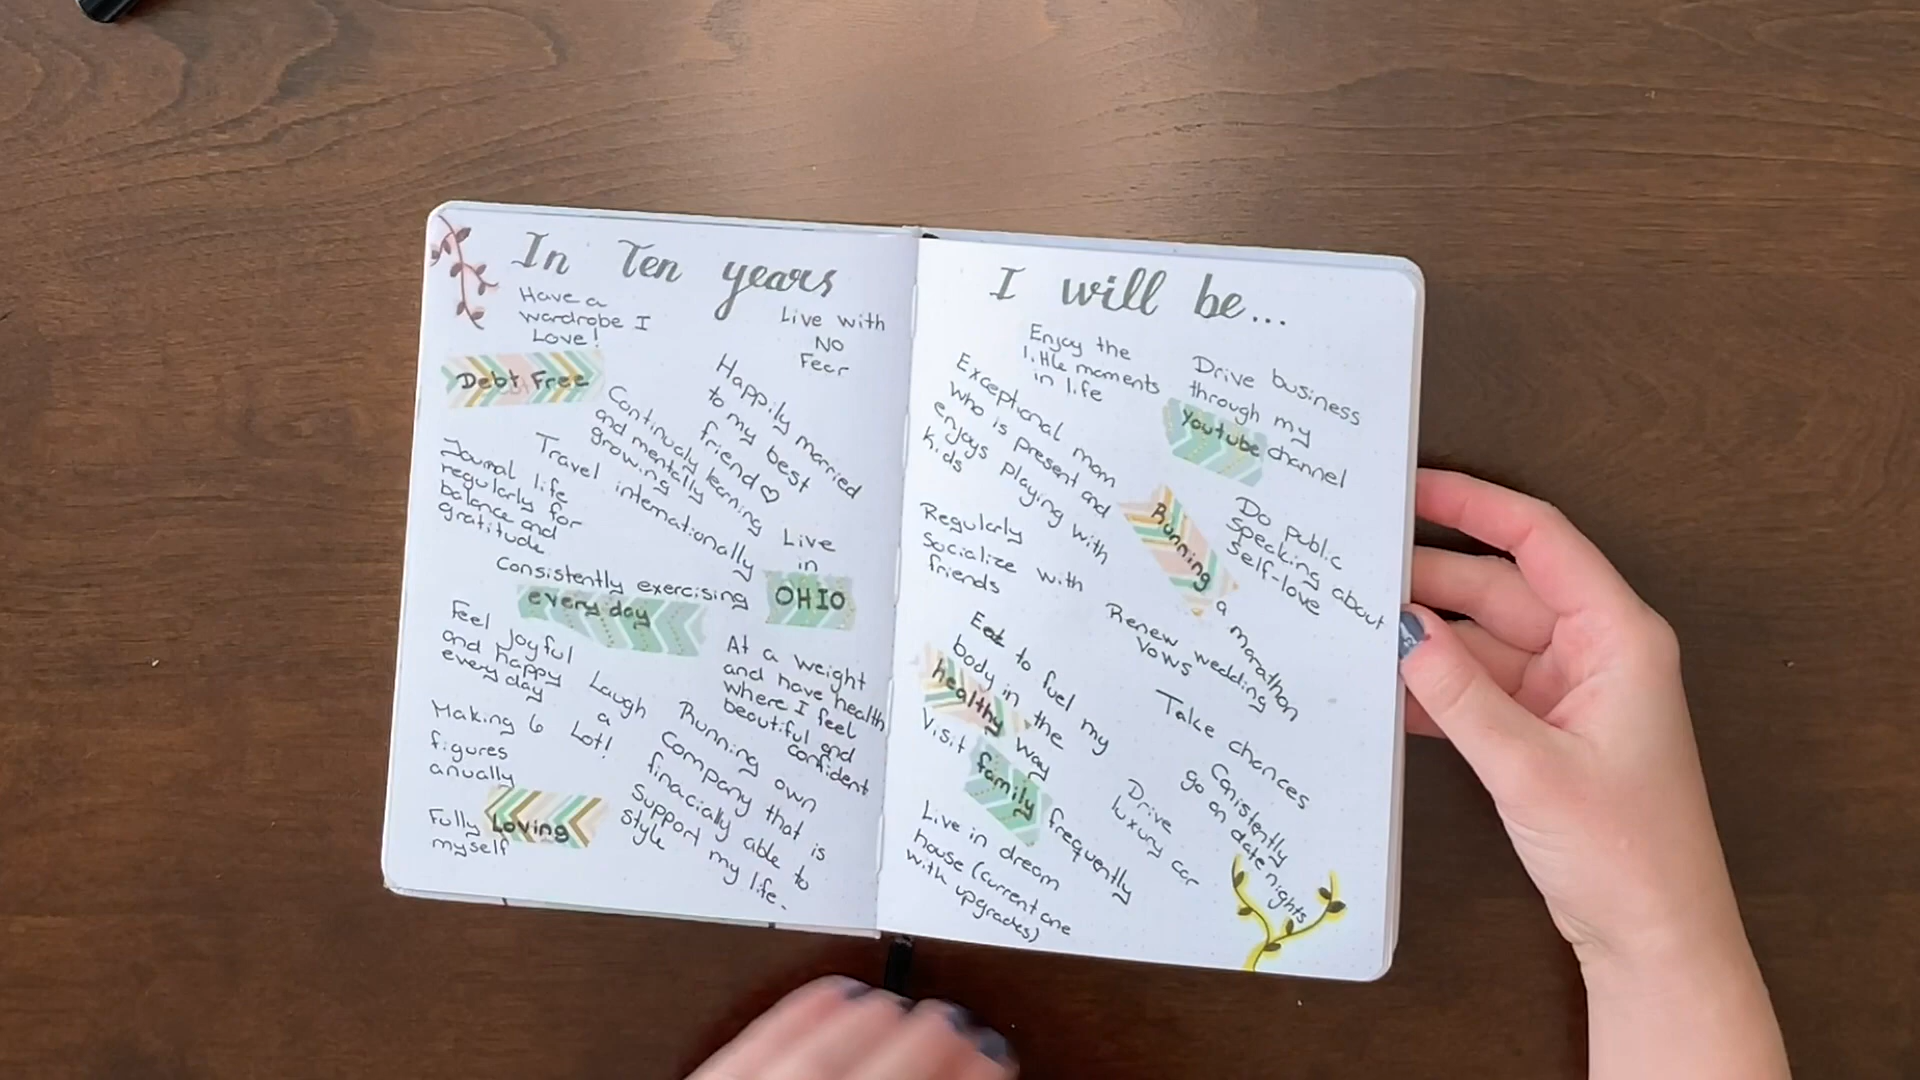 In Ten years
Have a
wardrobe I
Love!
Live with
NO
Fear
Debt Free
Happily married
to my best
friend♡
Continualy learning
and mentally
growing
Travel internationally
Journal life
regularly for
balance and
gratitude
Live
in
OHIO
Consistently exercising
every day
Feel joyful
and happy
every day
Laugh
a
Lot!
At a weight
and have health
where I feel
beautiful and
confident
Making 6
figures
anually
Running own
Company that is
finacially able to
support my life-
style
Fully Loving
myself
I will be...
Enjoy the
little moments
in life
Drive business
through my
Youtube channel
Exceptional mom
who is present and
enjoys playing with
kids
Running a marathon
Do public
speaking about
self-love
Regularly
Socialize with
friends
Renew wedding
Vows
Eat to fuel my
body in the
healthy way
Take chances
Visit family frequently
Drive
luxury car
Conistently
go on date nights
Live in dream
house (current one
with upgrades)